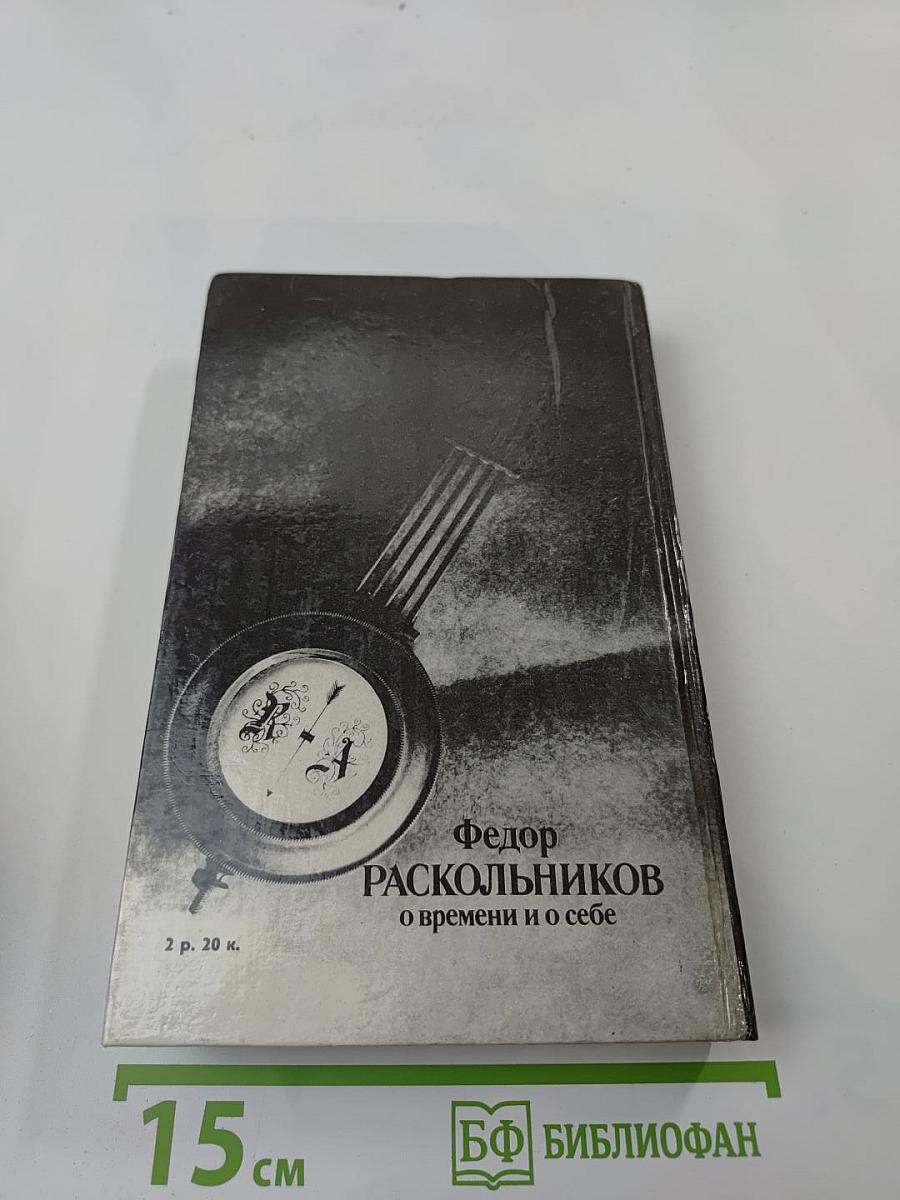 Федор
РАСКОЛЬНИКОВ
о времени и о себе
2 р. 20 к.
15 см
БФ БИБЛИОФАН